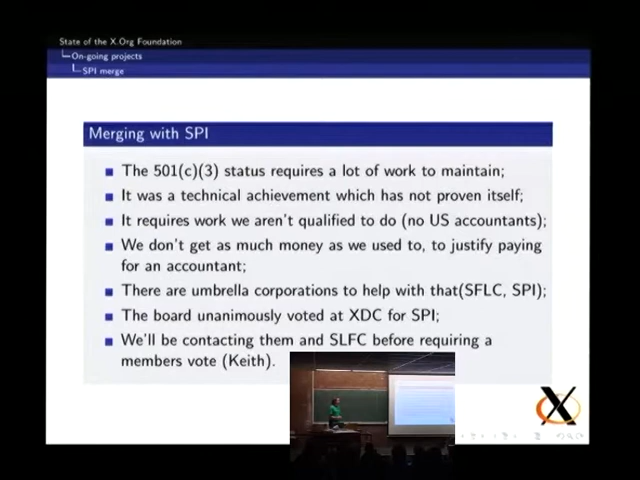 State of the X.Org Foundation
On-going projects
SPI merge
Merging with SPI
The 501(c)(3) status requires a lot of work to maintain;
It was a technical achievement which has not proven itself;
It requires work we aren't qualified to do (no US accountants);
We don't get as much money as we used to, to justify paying
for an accountant;
There are umbrella corporations to help with that(SFLC, SPI);
The board unanimously voted at XDC for SPI;
We'll be contacting them and SLFC before requiring a
members vote (Keith).
X